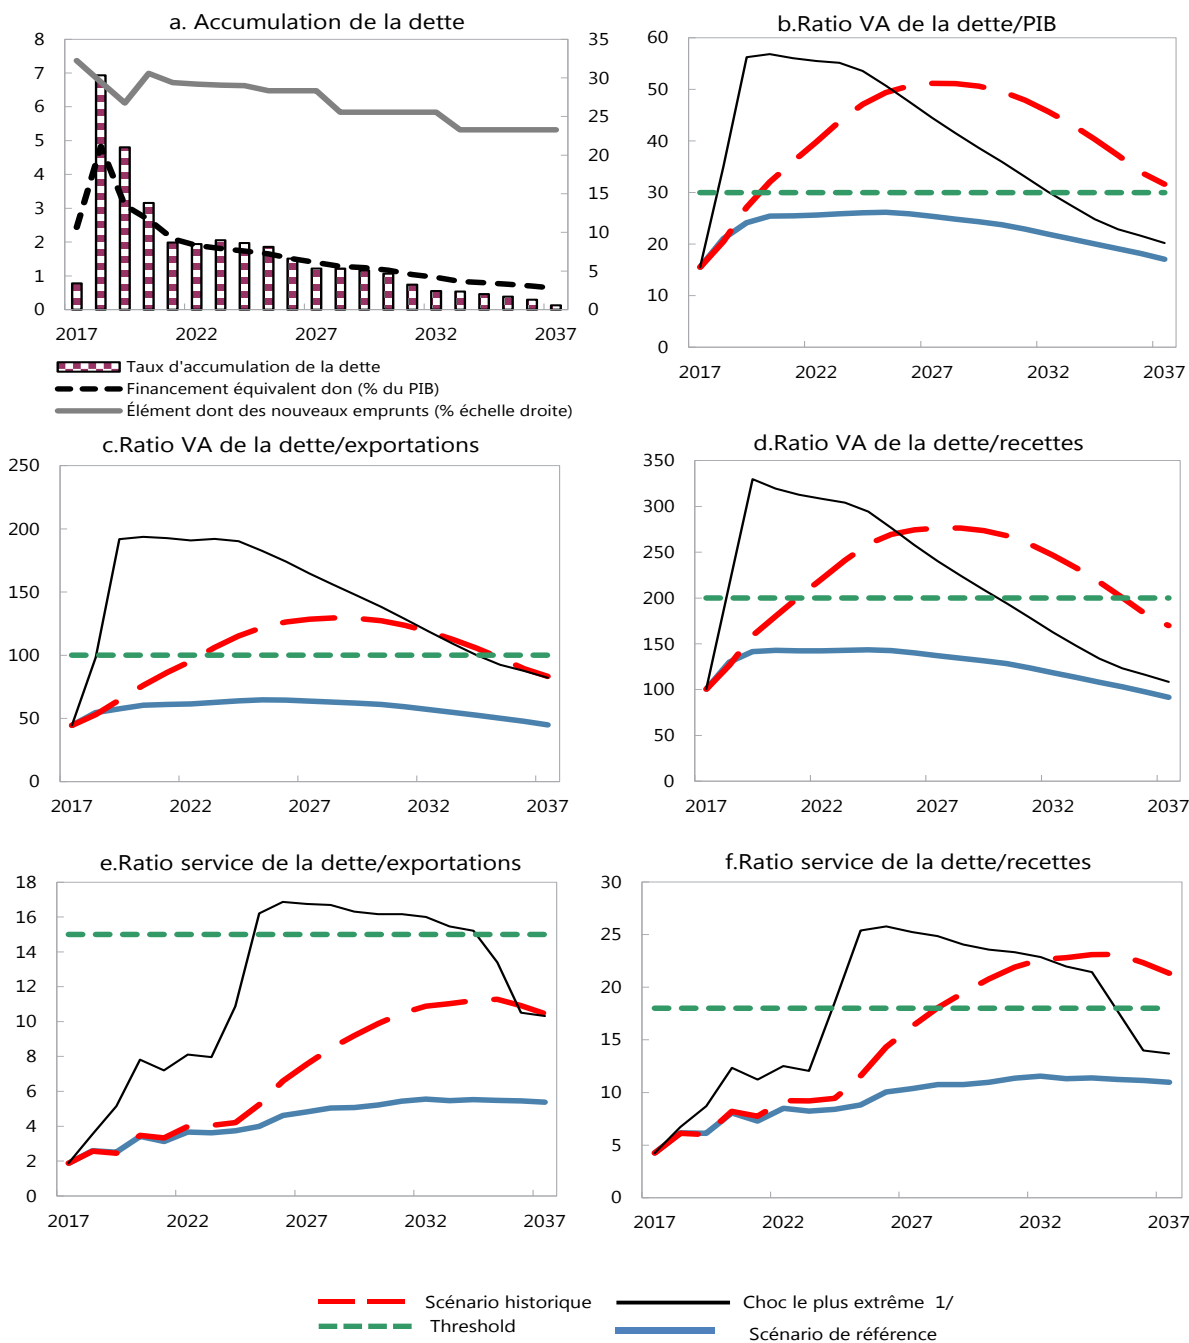 a. Accumulation de la dette
8
7
6
5
4
3
2
1
0
35
30
25
20
15
10
5
0
2017 2022 2027 2032 2037
Taux d'accumulation de la dette
Financement équivalent don (% du PIB)
Élément dont des nouveaux emprunts (% échelle droite)
b.Ratio VA de la dette/PIB
60
50
40
30
20
10
0
2017 2022 2027 2032 2037
c.Ratio VA de la dette/exportations
250
200
150
100
50
0
2017 2022 2027 2032 2037
d.Ratio VA de la dette/recettes
350
300
250
200
150
100
50
0
2017 2022 2027 2032 2037
e.Ratio service de la dette/exportations
18
16
14
12
10
8
6
4
2
0
2017 2022 2027 2032 2037
f.Ratio service de la dette/recettes
30
25
20
15
10
5
0
2017 2022 2027 2032 2037
Scénario historique
Choc le plus extrême 1/
Threshold
Scénario de référence